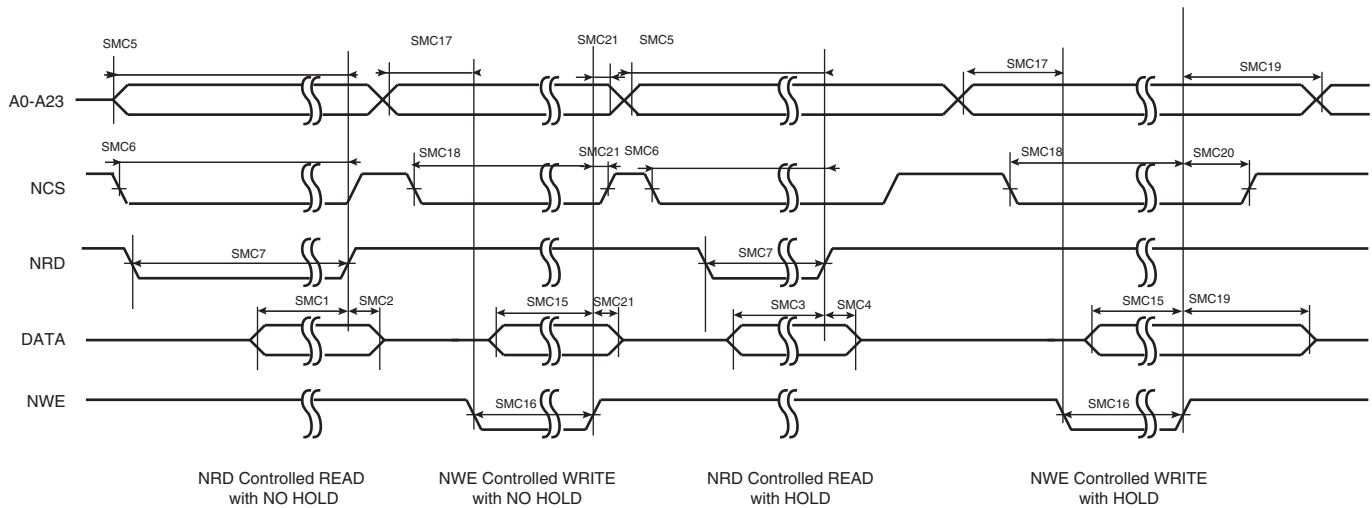 SMC5 SMC17 SMC21 SMC5 SMC17 SMC19
A0-A23
SMC6 SMC18 SMC21 SMC6 SMC18 SMC20
NCS
SMC7 SMC7
NRD
SMC1 SMC2 SMC15 SMC21 SMC3 SMC4 SMC15 SMC19
DATA
NWE
SMC16 SMC16
NRD Controlled READ
with NO HOLD
NWE Controlled WRITE
with NO HOLD
NRD Controlled READ
with HOLD
NWE Controlled WRITE
with HOLD